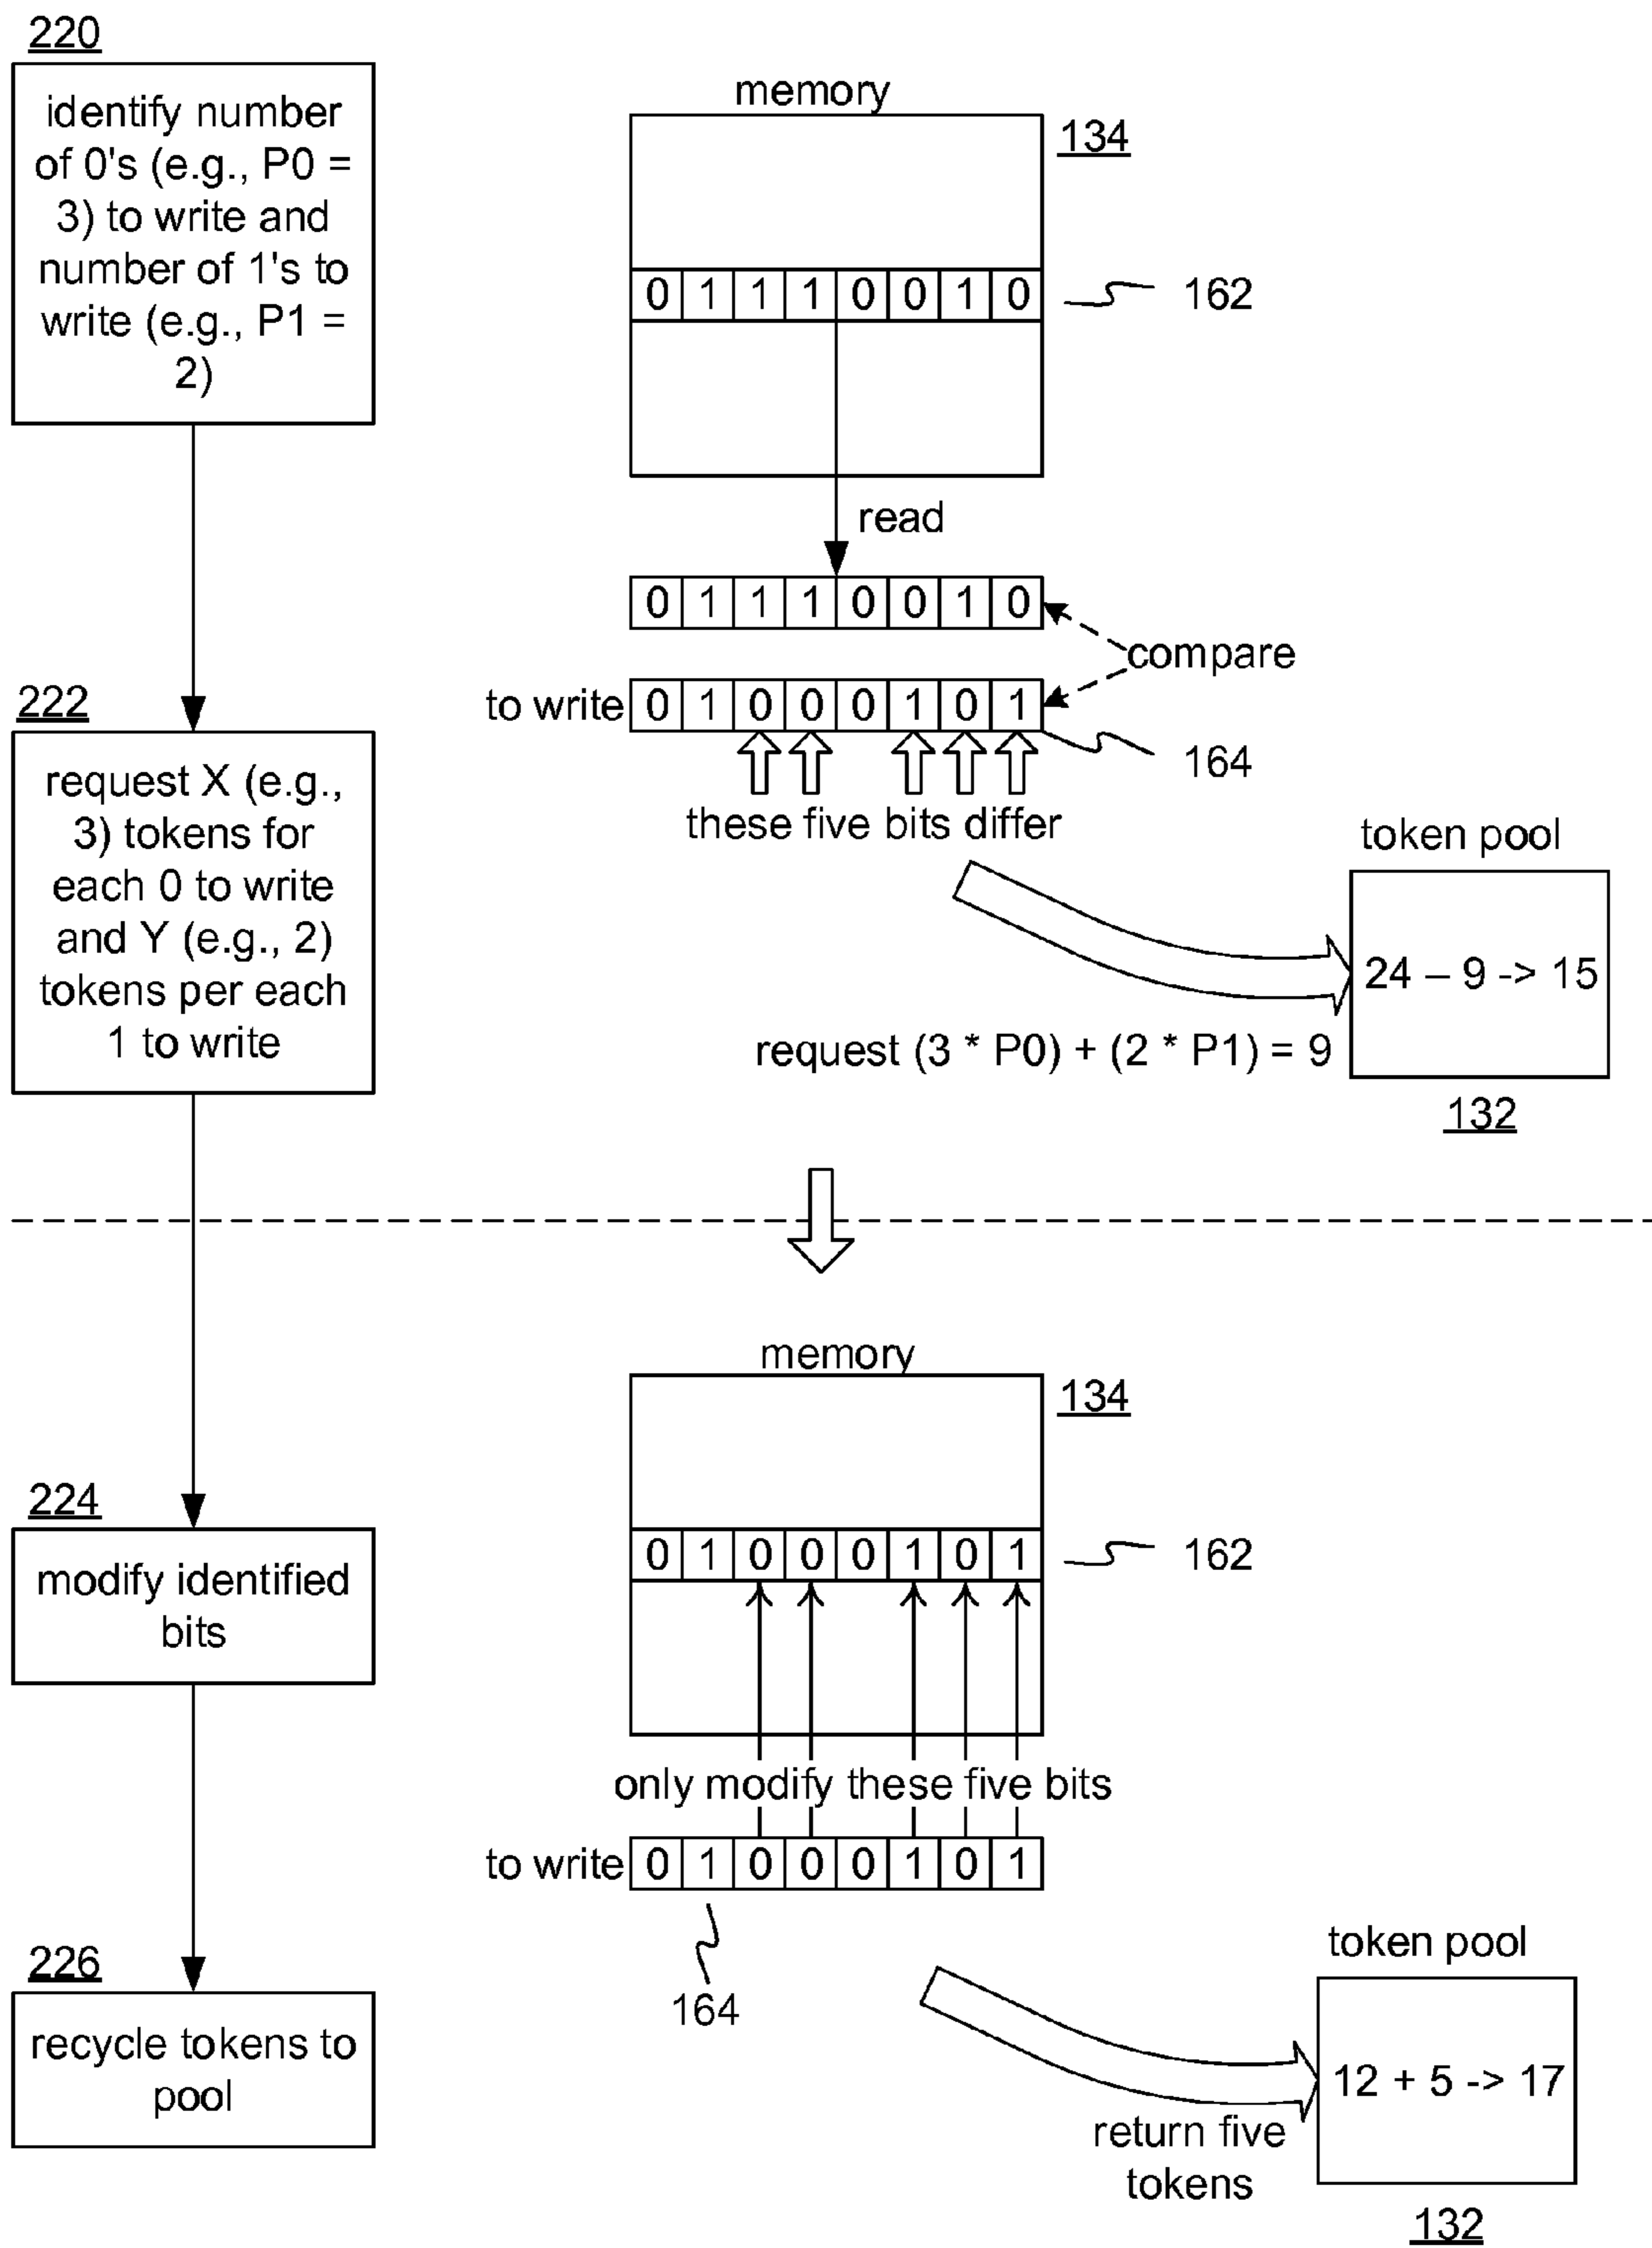 220
identify number
of 0's (e.g., P0 =
3) to write and
number of 1's to
write (e.g., P1 =
2)
memory
134
0 1 1 1 0 0 1 0
162
read
0 1 1 1 0 0 1 0
compare
to write 0 1 0 0 0 1 0 1
164
these five bits differ
222
request X (e.g.,
3) tokens for
each 0 to write
and Y (e.g., 2)
tokens per each
1 to write
token pool
24 – 9 -> 15
request (3 * P0) + (2 * P1) = 9
132
memory
134
0 1 0 0 0 1 0 1
162
224
modify identified
bits
only modify these five bits
to write 0 1 0 0 0 1 0 1
164
226
recycle tokens to
pool
token pool
12 + 5 -> 17
return five
tokens
132